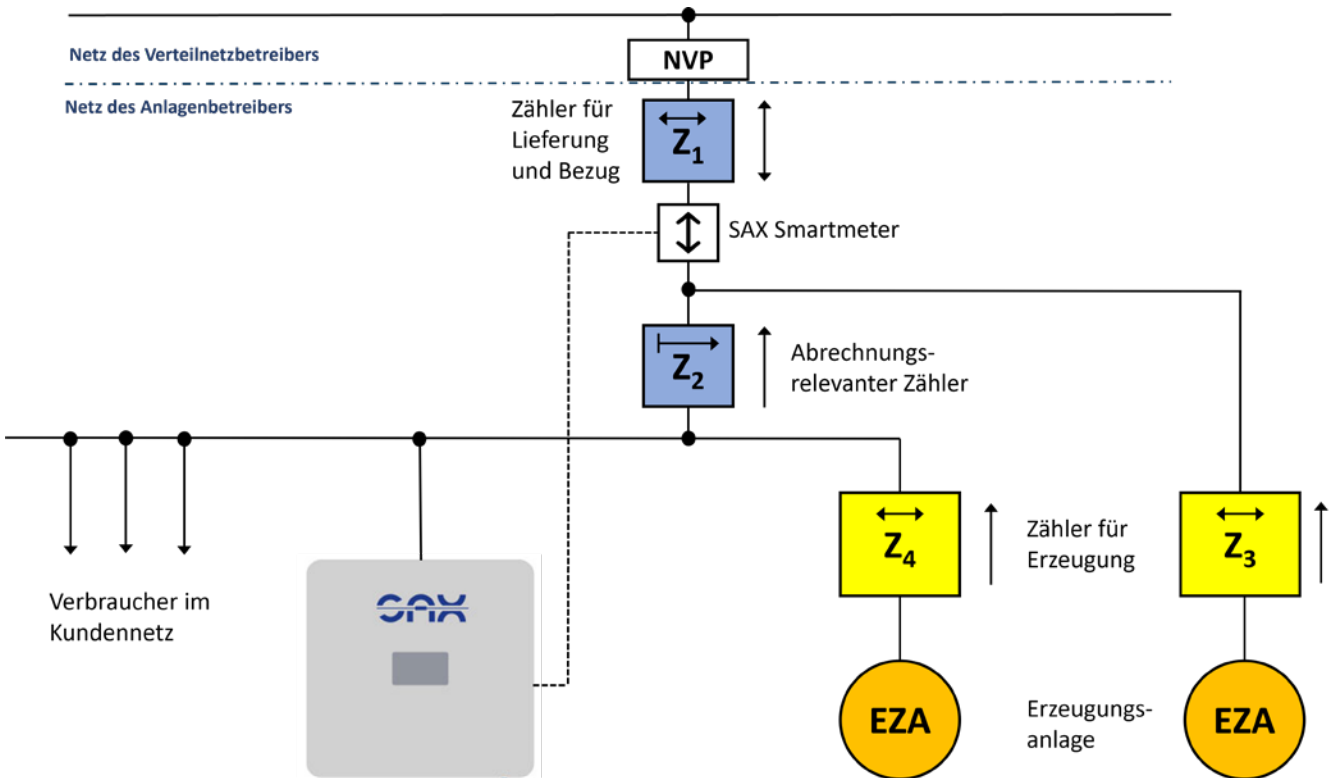 Netz des Verteilnetzbetreibers
NVP
Netz des Anlagenbetreibers
Zähler für
Lieferung
und Bezug
Z1
SAX Smartmeter
Z2
Abrechnungs-
relevanter Zähler
Z4
Zähler für
Erzeugung
Z3
Verbraucher im
Kundennetz
SAX
EZA
Erzeugungs-
anlage
EZA